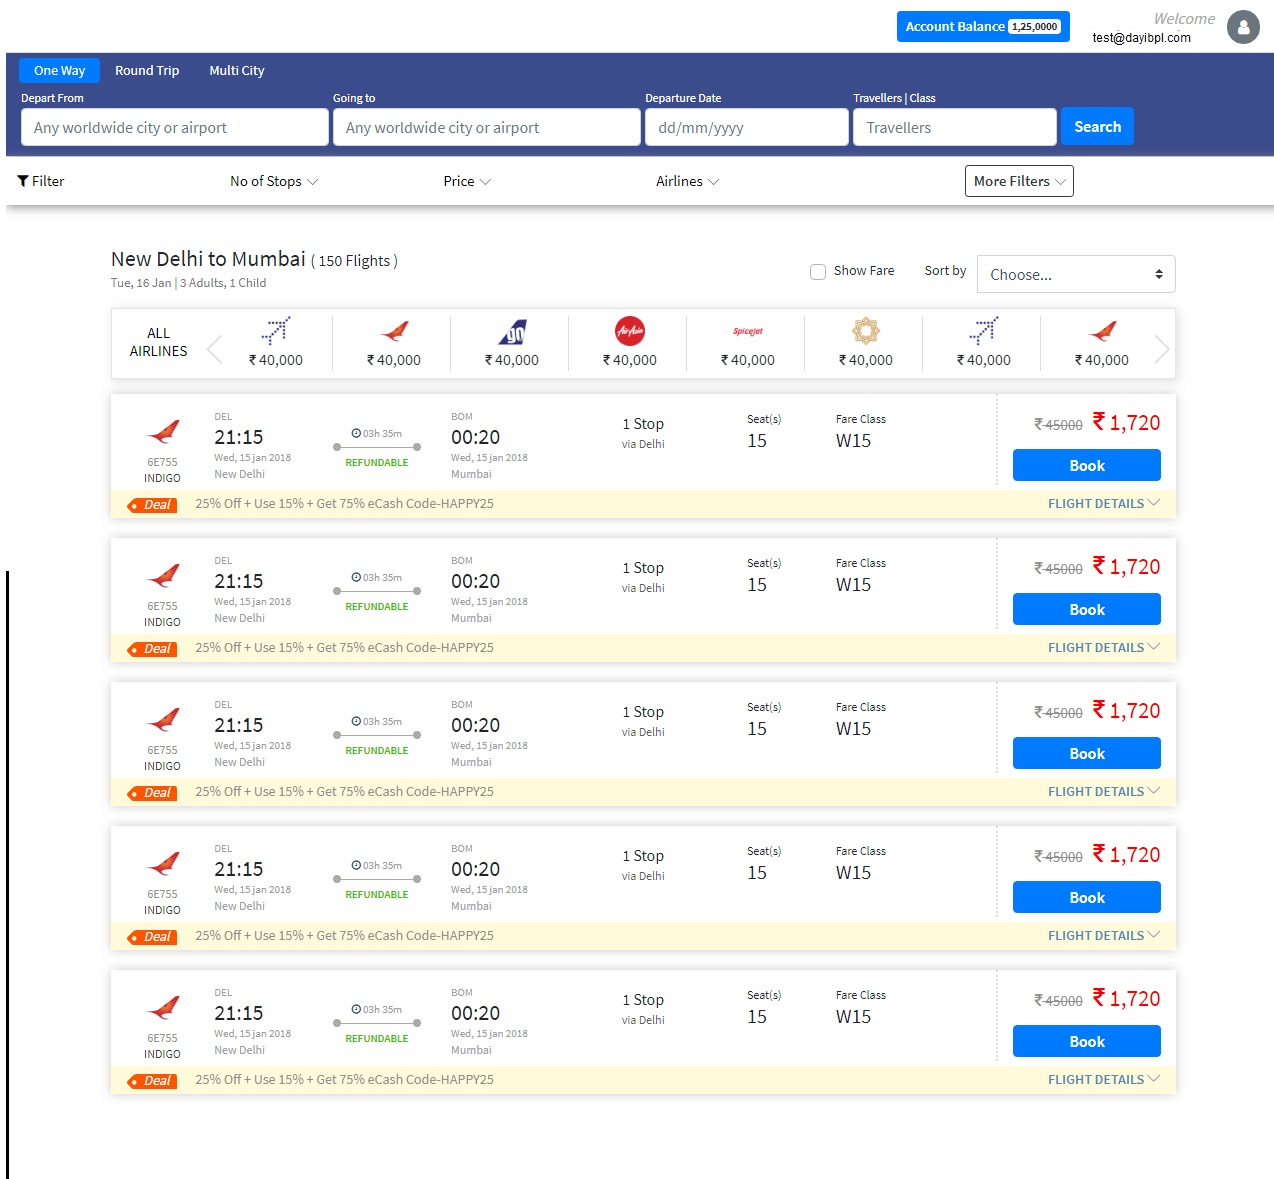 Account Balance 1,25,0000
Welcome
test@dayibpl.com
One Way Round Trip Multi City
Depart From Going to Departure Date Travellers | Class
Any worldwide city or airport Any worldwide city or airport dd/mm/yyyy Travellers Search
Filter No of Stops Price Airlines More Filters
New Delhi to Mumbai ( 150 Flights )
Tue, 16 Jan | 3 Adults, 1 Child
Show Fare Sort by Choose...
ALL
AIRLINES
go AirAsia SpiceJet
₹ 40,000 ₹ 40,000 ₹ 40,000 ₹ 40,000 ₹ 40,000 ₹ 40,000 ₹ 40,000 ₹ 40,000
DEL BOM
21:15 03h 35m 00:20 1 Stop Seat(s) Fare Class ₹ 45000 ₹ 1,720
Wed, 15 jan 2018 Wed, 15 jan 2018 via Delhi 15 W15
6E755 REFUNDABLE Book
INDIGO New Delhi Mumbai
Deal 25% Off + Use 15% + Get 75% eCash Code-HAPPY25 FLIGHT DETAILS
DEL BOM
21:15 03h 35m 00:20 1 Stop Seat(s) Fare Class ₹ 45000 ₹ 1,720
Wed, 15 jan 2018 Wed, 15 jan 2018 via Delhi 15 W15
6E755 REFUNDABLE Book
INDIGO New Delhi Mumbai
Deal 25% Off + Use 15% + Get 75% eCash Code-HAPPY25 FLIGHT DETAILS
DEL BOM
21:15 03h 35m 00:20 1 Stop Seat(s) Fare Class ₹ 45000 ₹ 1,720
Wed, 15 jan 2018 Wed, 15 jan 2018 via Delhi 15 W15
6E755 REFUNDABLE Book
INDIGO New Delhi Mumbai
Deal 25% Off + Use 15% + Get 75% eCash Code-HAPPY25 FLIGHT DETAILS
DEL BOM
21:15 03h 35m 00:20 1 Stop Seat(s) Fare Class ₹ 45000 ₹ 1,720
Wed, 15 jan 2018 Wed, 15 jan 2018 via Delhi 15 W15
6E755 REFUNDABLE Book
INDIGO New Delhi Mumbai
Deal 25% Off + Use 15% + Get 75% eCash Code-HAPPY25 FLIGHT DETAILS
DEL BOM
21:15 03h 35m 00:20 1 Stop Seat(s) Fare Class ₹ 45000 ₹ 1,720
Wed, 15 jan 2018 Wed, 15 jan 2018 via Delhi 15 W15
6E755 REFUNDABLE Book
INDIGO New Delhi Mumbai
Deal 25% Off + Use 15% + Get 75% eCash Code-HAPPY25 FLIGHT DETAILS